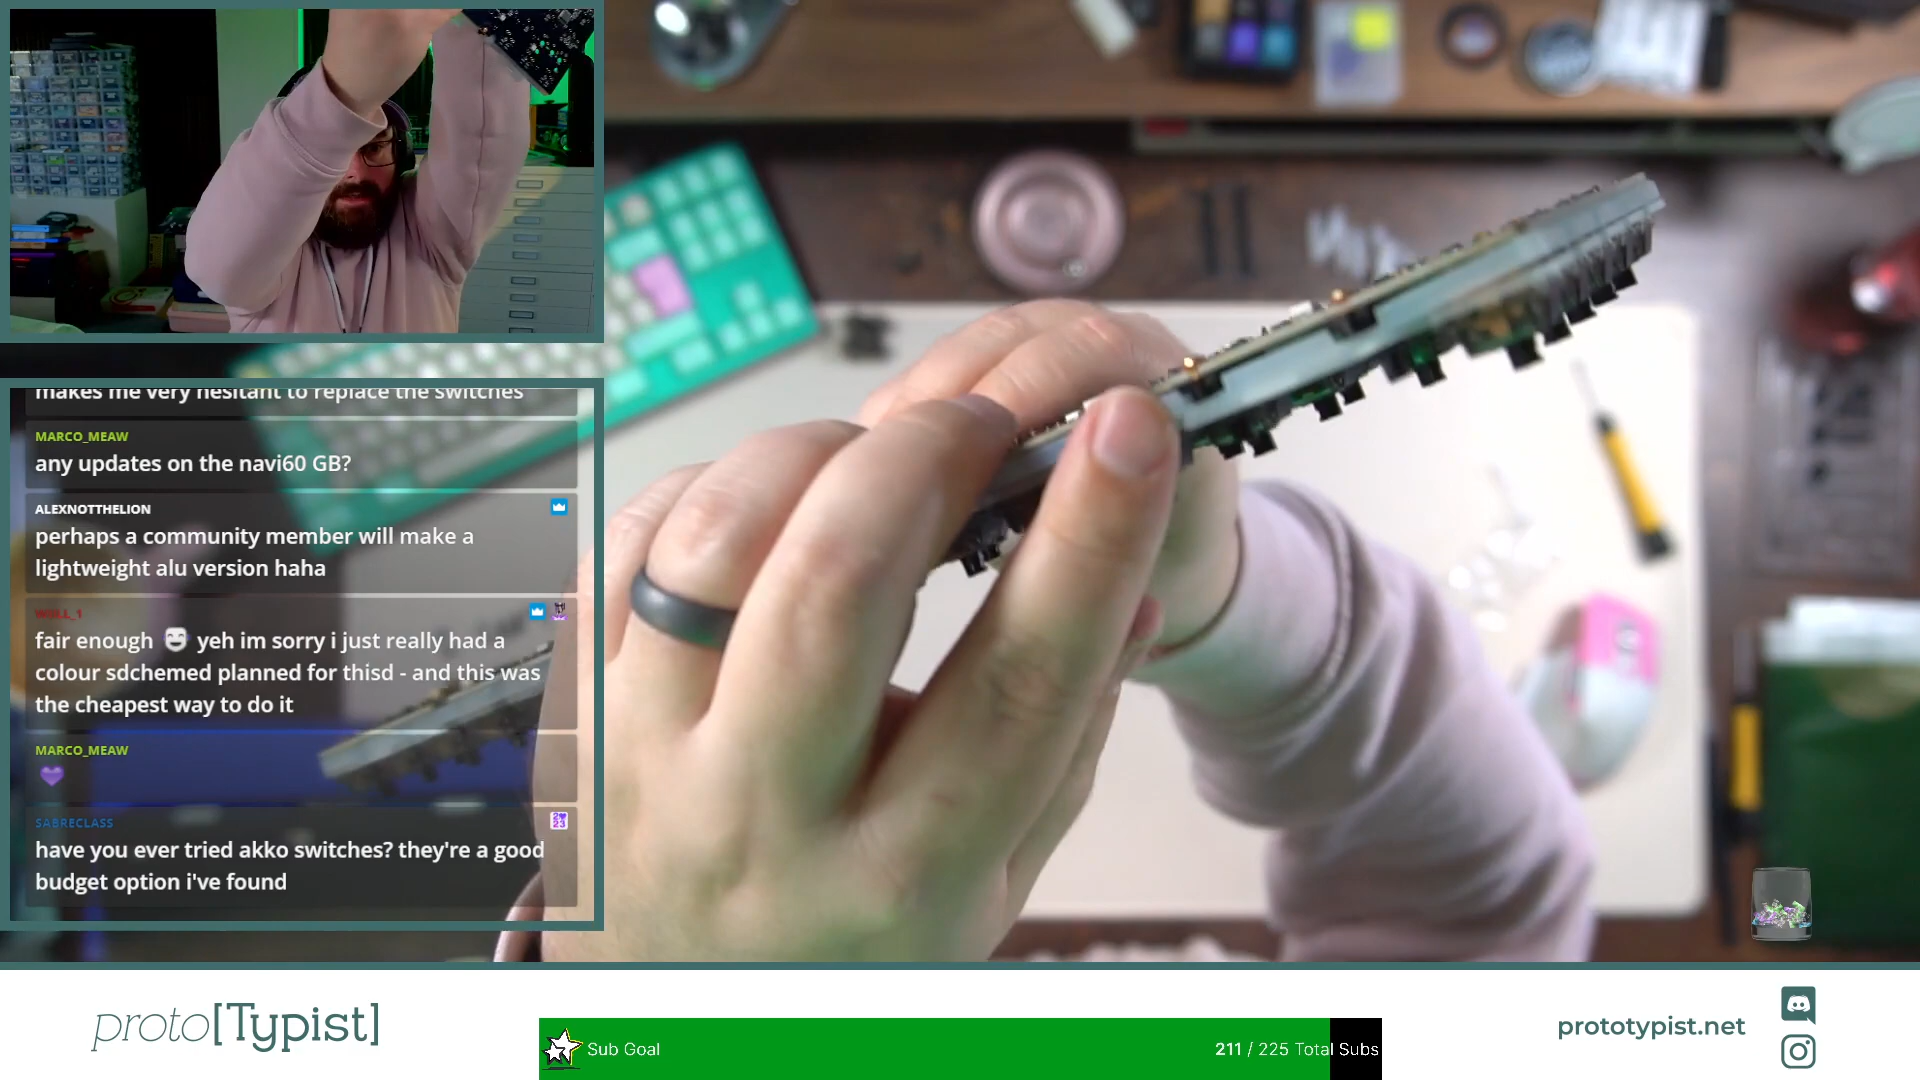 makes me very hesitant to replace the switches
MARCO_MEAW
any updates on the navi60 GB?
ALEXNOTTHELION
perhaps a community member will make a
lightweight alu version haha
fair enough yeh im sorry i just really had a
colour sdchemed planned for thisd - and this was
the cheapest way to do it
MARCO_MEAW
SABRECLASS
23
have you ever tried akko switches? they're a good
budget option i've found
proto[Typist]
Sub Goal
211 / 225 Total Subs
prototypist.net